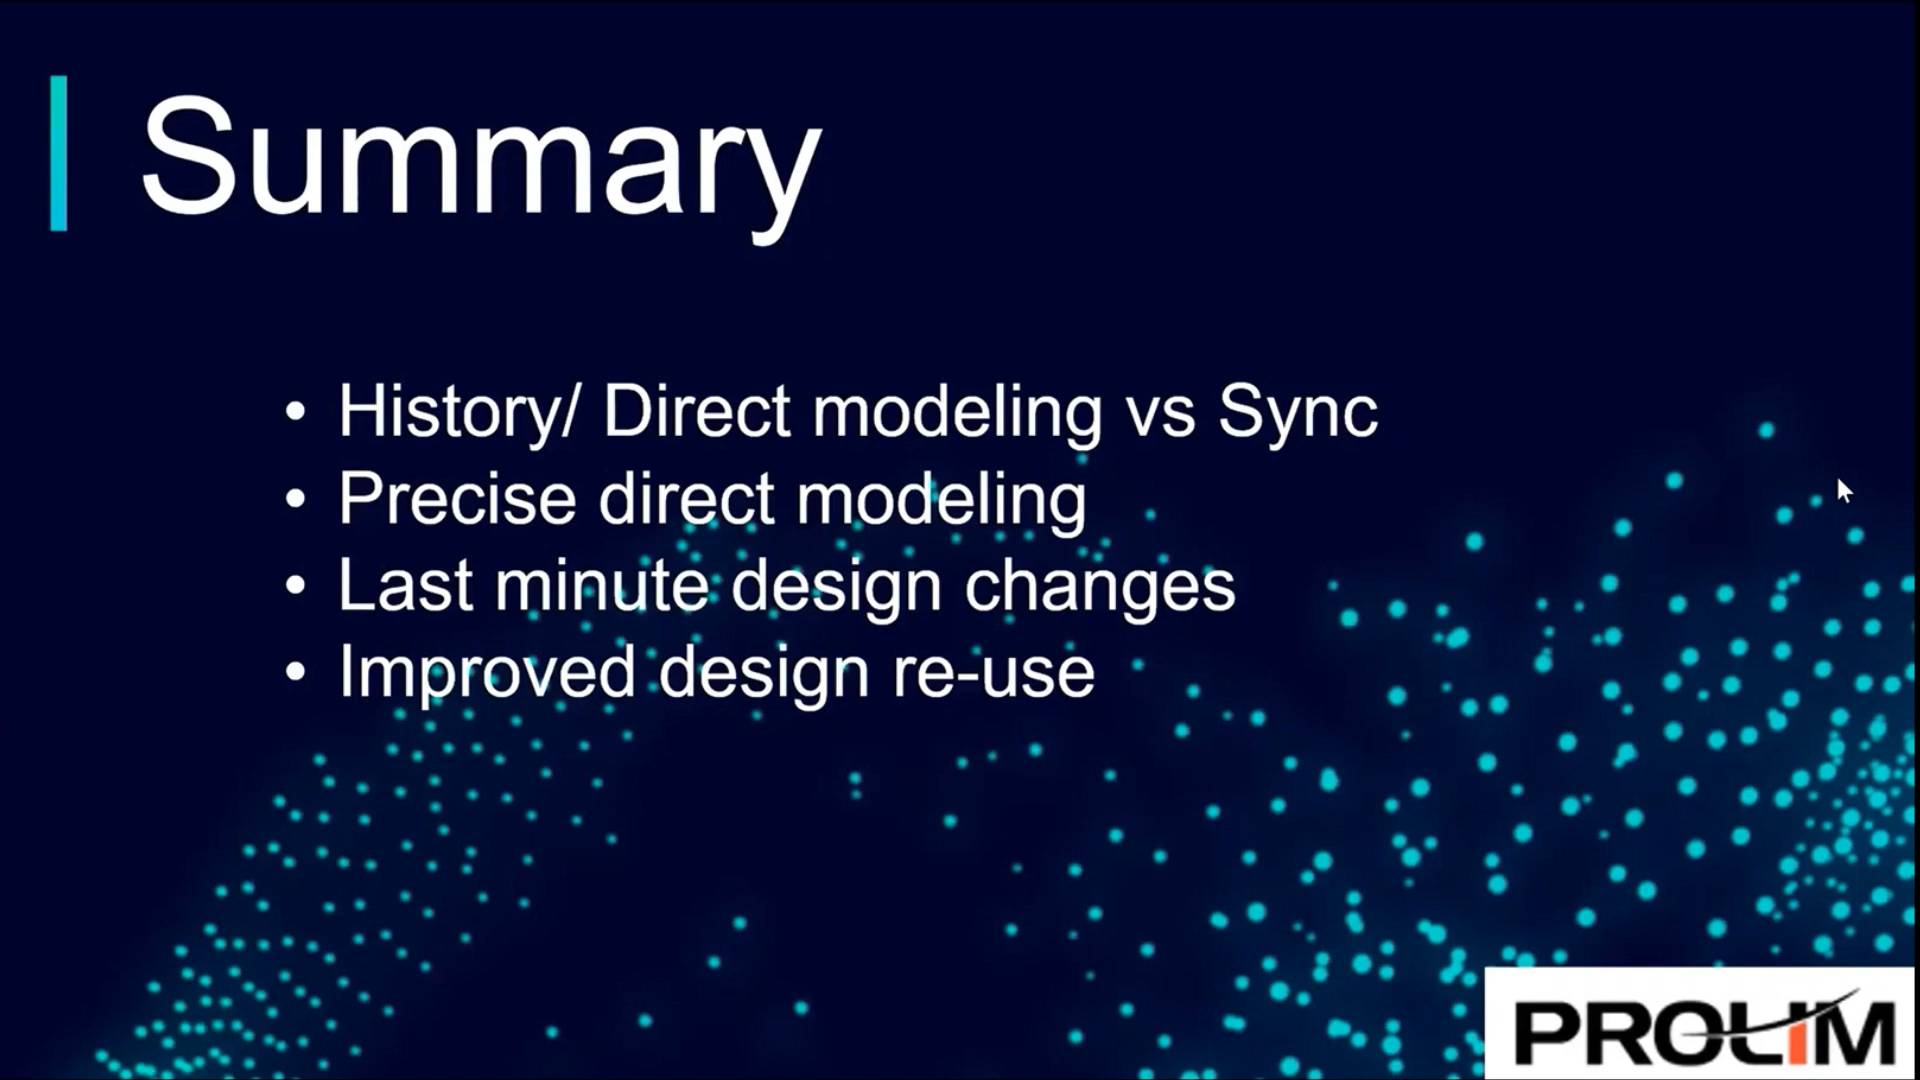 Summary
• History/ Direct modeling vs Sync
• Precise direct modeling
• Last minute design changes
• Improved design re-use
PROLIM